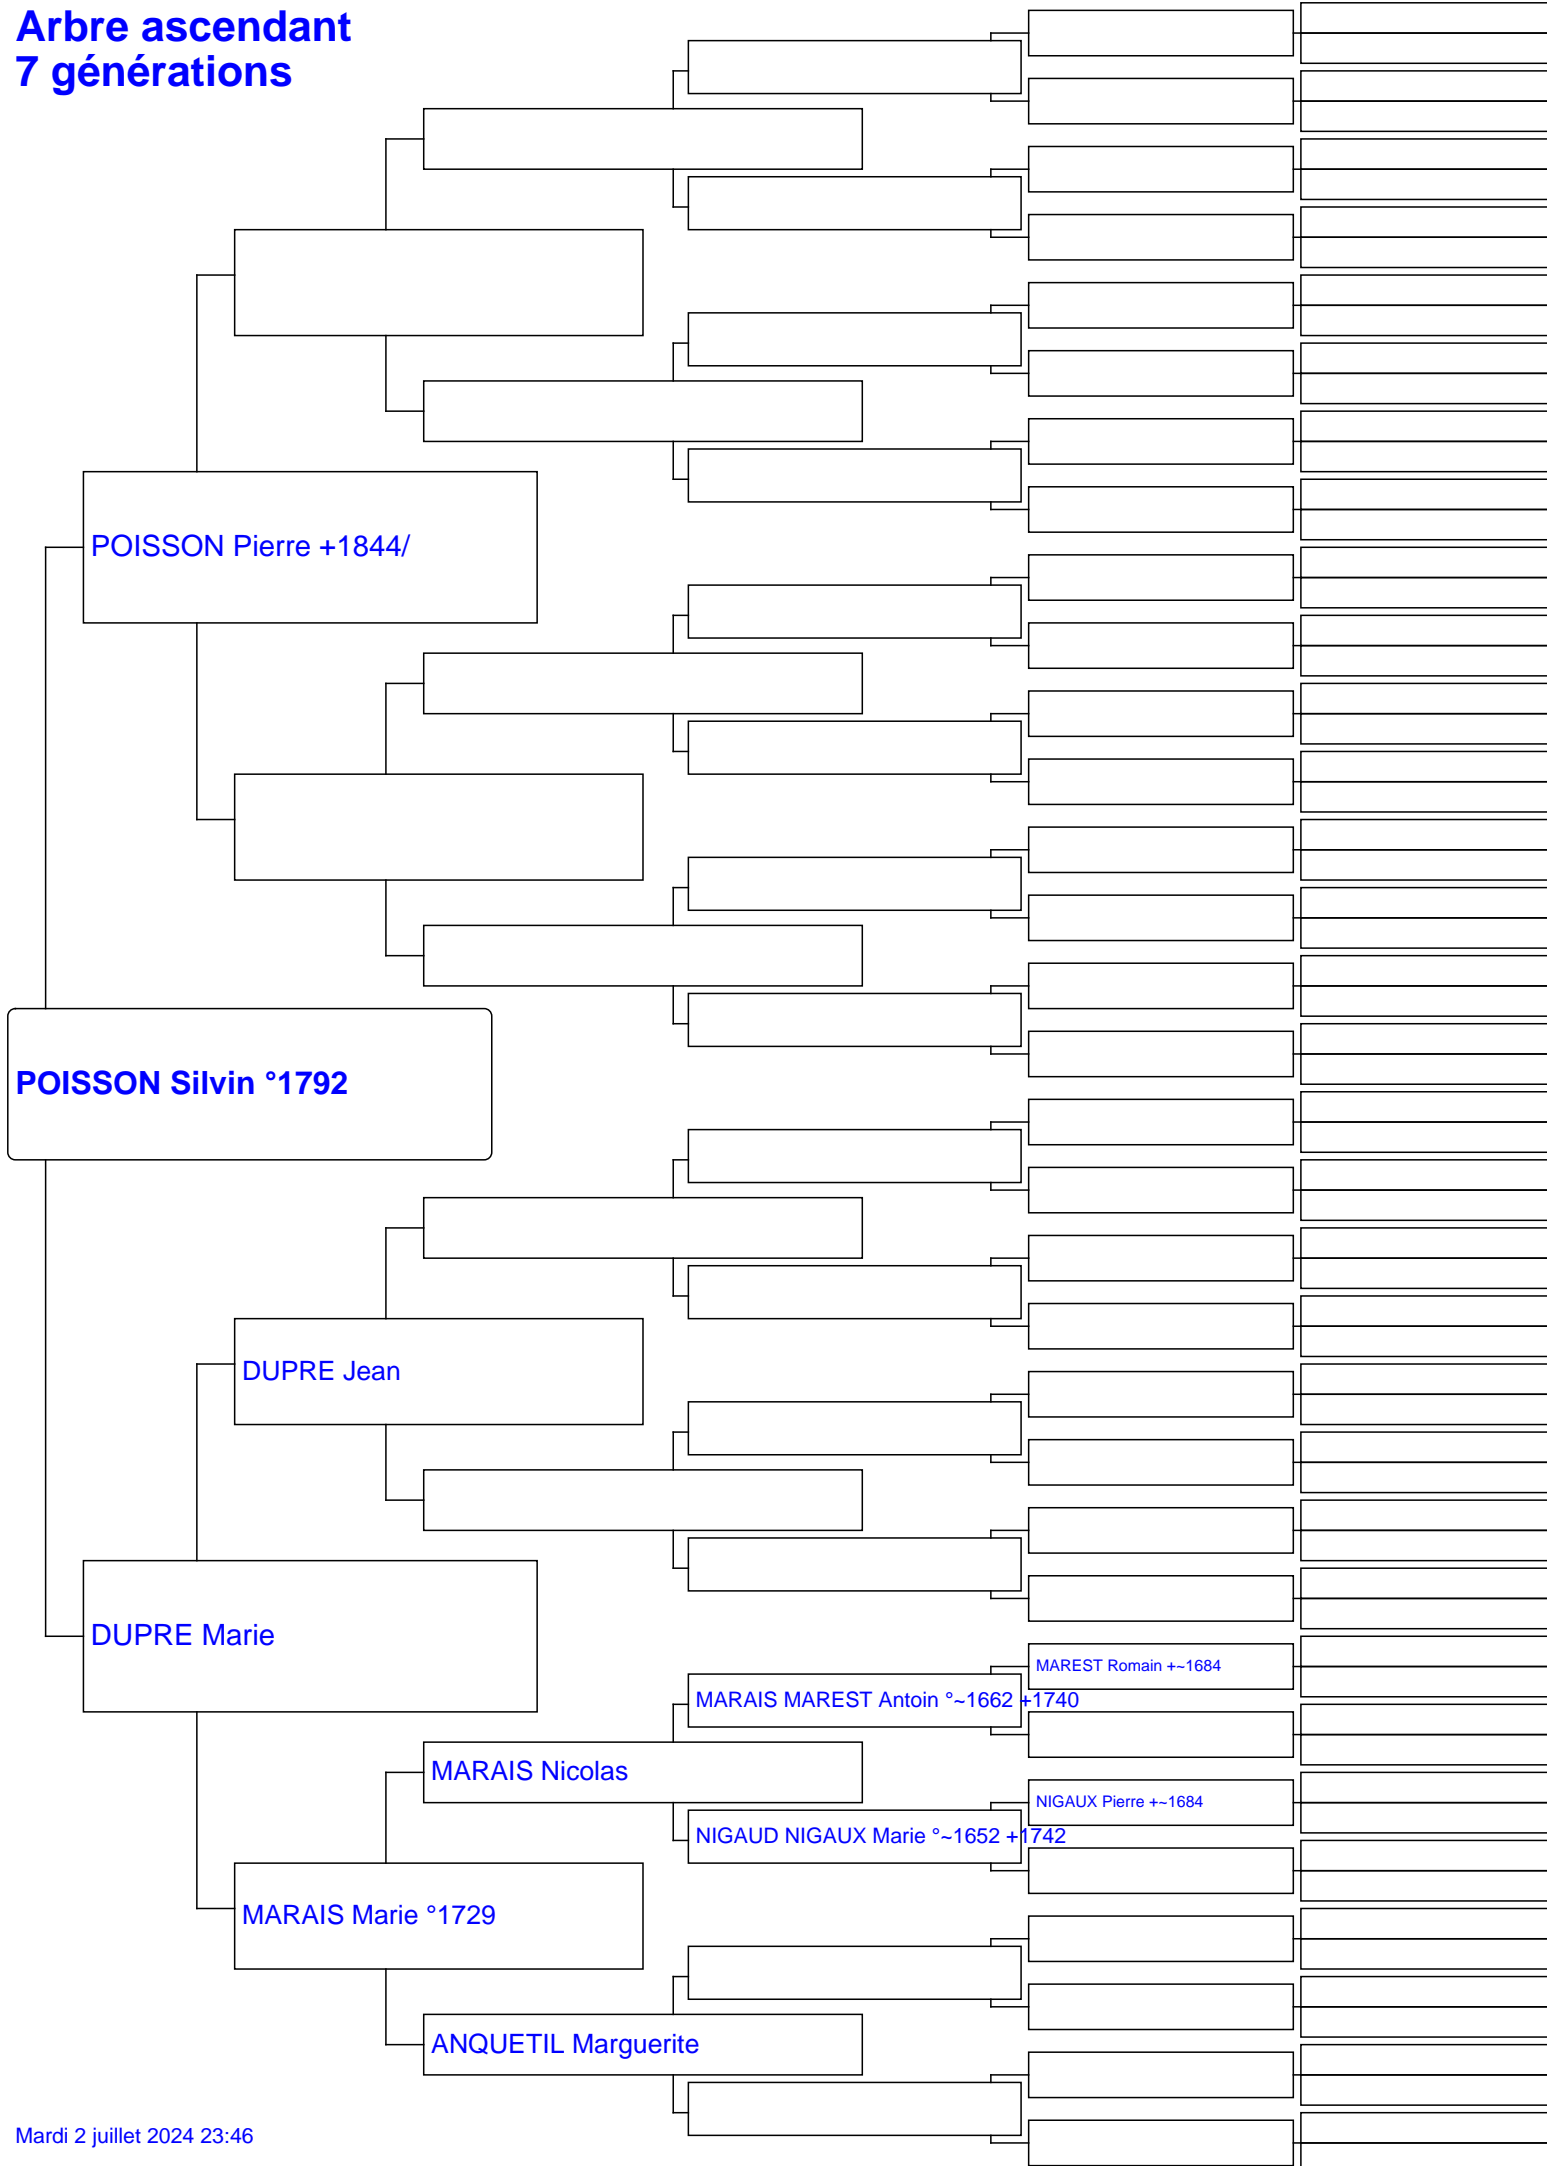 Arbre ascendant
7 générations
POISSON Pierre +1844/
POISSON Silvin °1792
DUPRE Jean
DUPRE Marie
MAREST Romain +~1684
MARAIS MAREST Antoin °~1662 +1740
MARAIS Nicolas
NIGAUX Pierre +~1684
NIGAUD NIGAUX Marie °~1652 +1742
MARAIS Marie °1729
ANQUETIL Marguerite
Mardi 2 juillet 2024 23:46